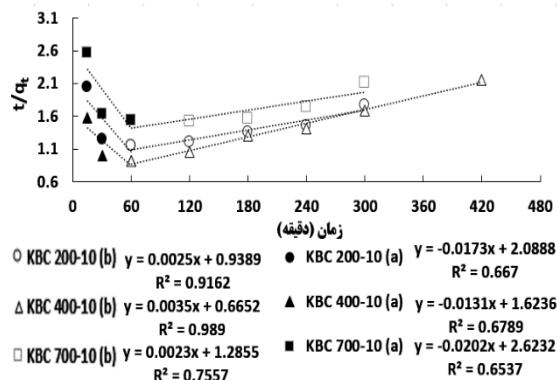 3.1
2.6
2.1
1.6
1.1
0.6
t/qt
0 60 120 180 240 300 360 420 480
زمان (دقیقه)
KBC 200-10 (b) y = 0.0025x + 0.9389
R² = 0.9162
KBC 200-10 (a) y = -0.0173x + 2.0888
R² = 0.667
KBC 400-10 (b) y = 0.0035x + 0.6652
R² = 0.989
KBC 400-10 (a) y = -0.0131x + 1.6236
R² = 0.6789
KBC 700-10 (b) y = 0.0023x + 1.2855
R² = 0.7557
KBC 700-10 (a) y = -0.0202x + 2.6232
R² = 0.6537